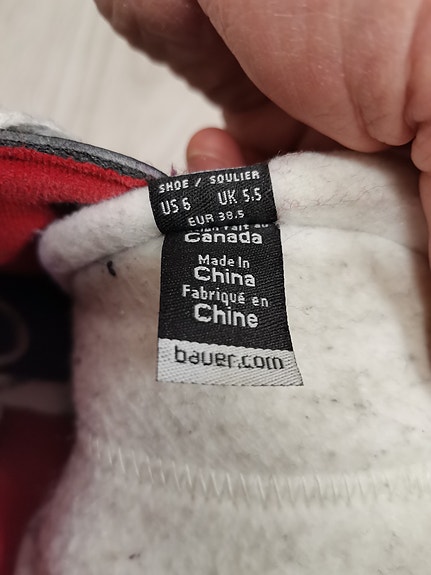 SHOE / SOULIER
US 6 UK 5.5
EUR 38.5
Canada
Made In
China
Fabriqué en
Chine
bauer.com